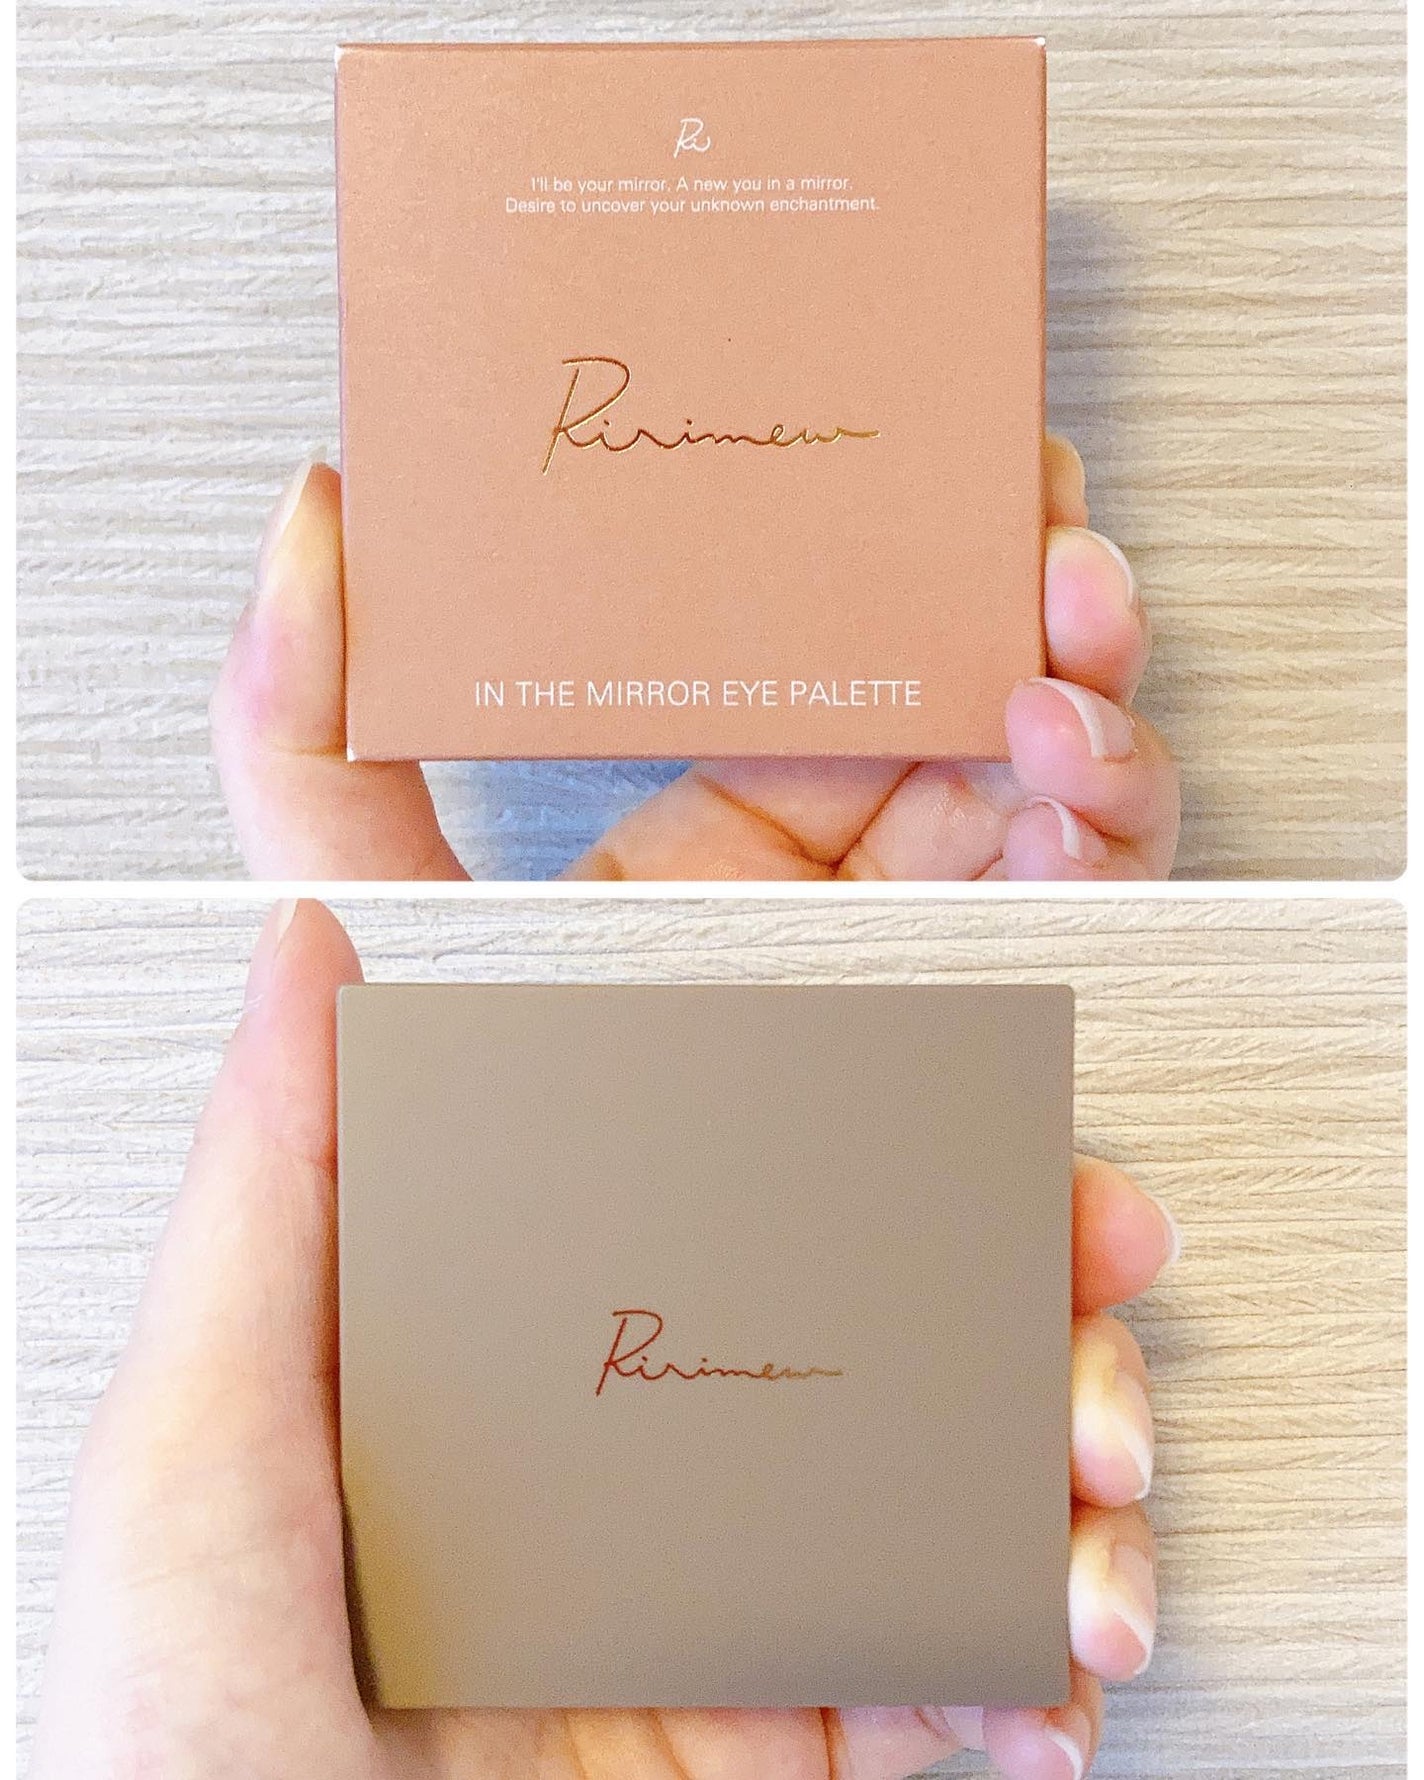 Ri
I'll be your mirror. A new you in a mirror.
Desire to uncover your unknown enchantment.
Ririmew
IN THE MIRROR EYE PALETTE
Ririmew